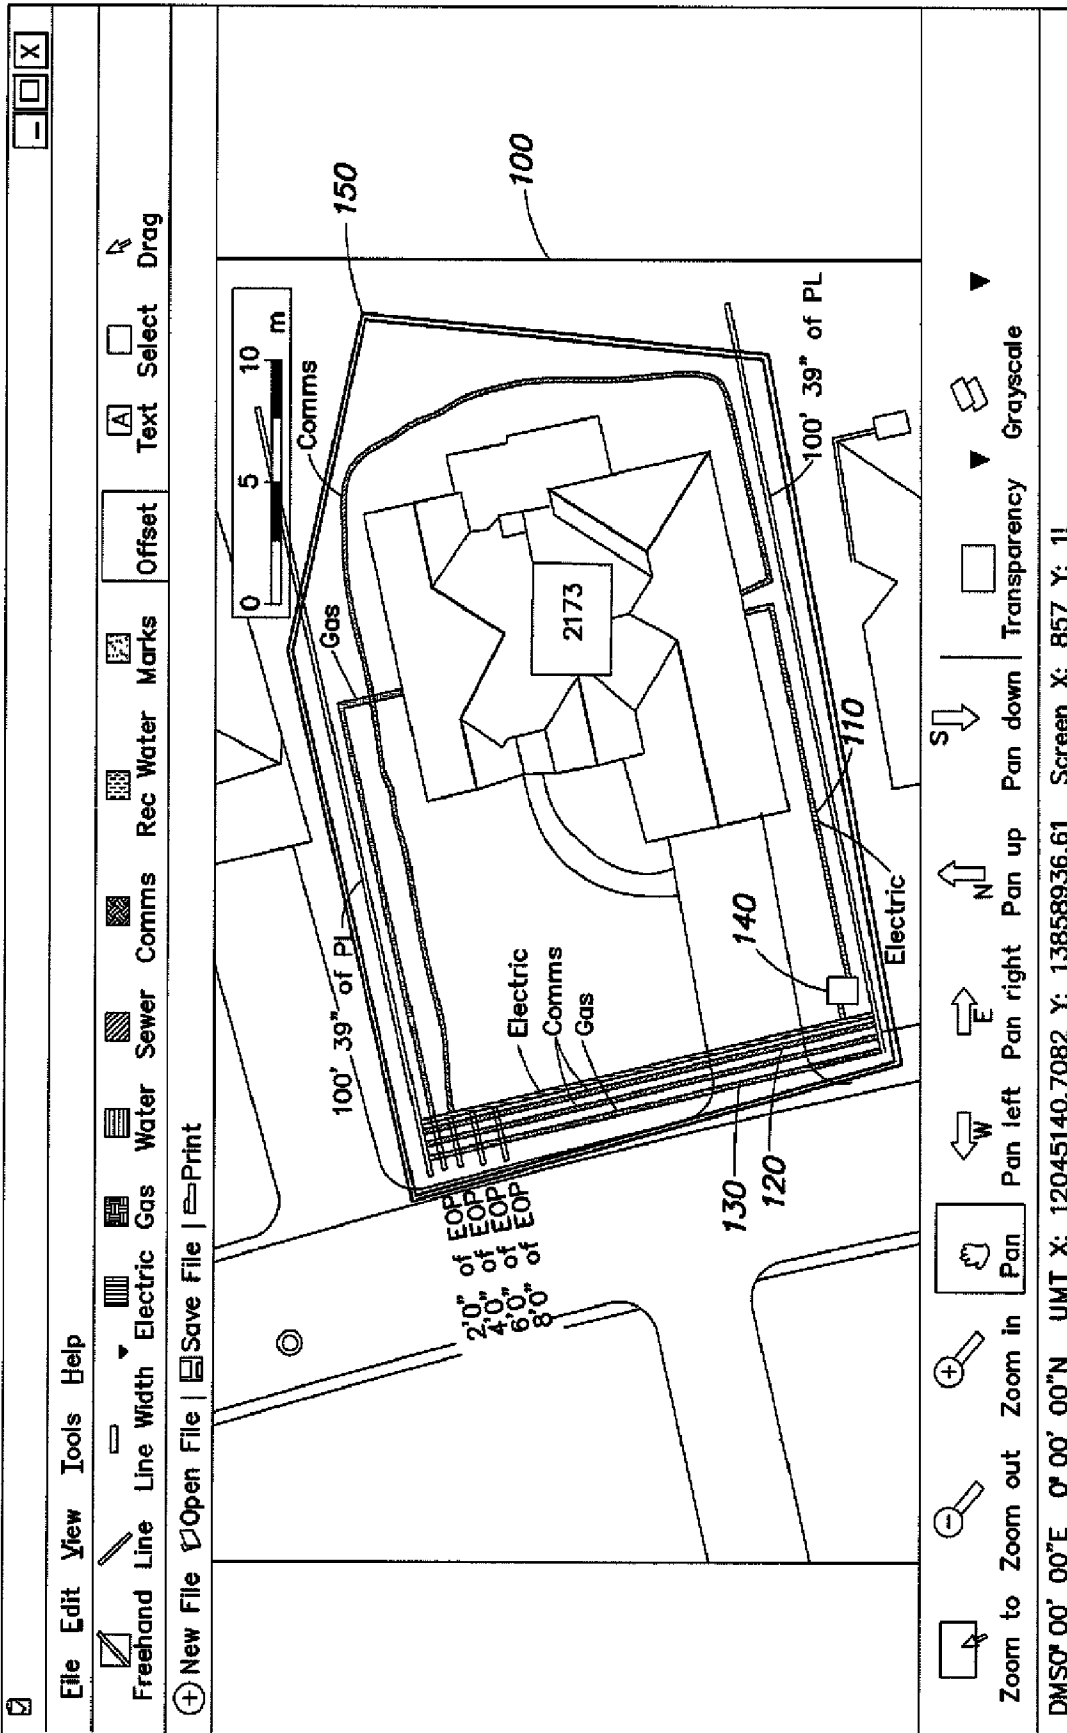 File Edit View Tools Help
Freehand Line Line Width Electric Gas Water Sewer Comms Rec Water Marks Offset Text Select Drag
A
New File Open File | Save File | Print
0 5 10
m
150
100
Comms
Gas
100' 39" of PL
2173
Electric
Comms
Gas
140
110
Electric
100' 39" of PL
2'0" of EOP
4'0" of EOP
6'0" of EOP
8'0" of EOP
130
120
W E N S
Zoom to Zoom out Zoom in Pan Pan left Pan right Pan up Pan down Transparency Grayscale
DMS0° 00' 00"E 0° 00' 00"N UMT X: 12045140.7082 Y: 13858936.61 Screen X: 857 Y: